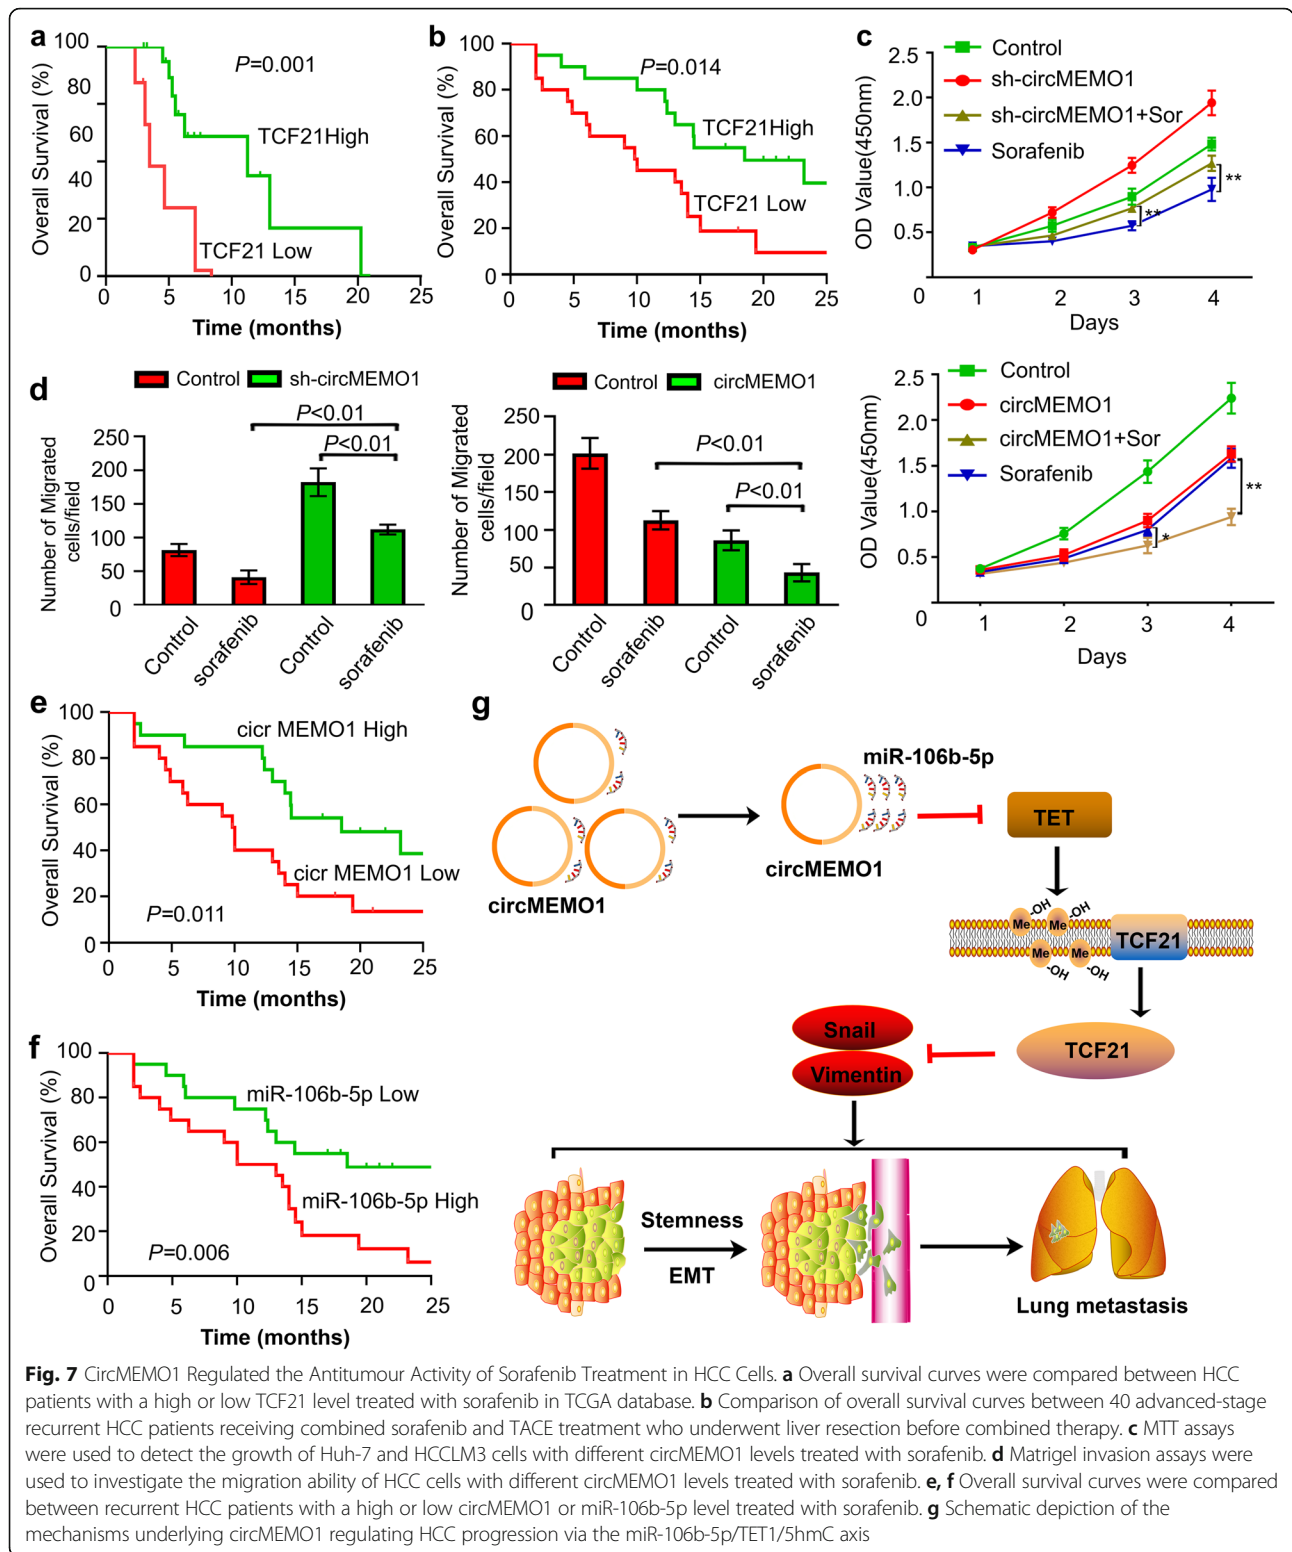 a
100
80
60
40
20
0
Overall Survival (%)
P=0.001
TCF21High
TCF21 Low
0 5 10 15 20 25
Time (months)
b
100
80
60
40
20
0
Overall Survival (%)
P=0.014
TCF21High
TCF21 Low
0 5 10 15 20 25
Time (months)
c
2.5
2.0
1.5
1.0
0.5
0
OD Value(450nm)
Control
sh-circMEMO1
sh-circMEMO1+Sor
Sorafenib
**
**
1 2 3 4
Days
d
Control sh-circMEMO1
250
200
150
100
50
0
Number of Migrated
cells/field
P<0.01
P<0.01
Control sorafenib Control sorafenib
Control circMEMO1
250
200
150
100
50
0
Number of Migrated
cells/field
P<0.01
P<0.01
Control sorafenib Control sorafenib
2.5
2.0
1.5
1.0
0.5
0
OD Value(450nm)
Control
circMEMO1
circMEMO1+Sor
Sorafenib
*
**
1 2 3 4
Days
e
100
80
60
40
20
0
Overall Survival (%)
cicr MEMO1 High
cicr MEMO1 Low
P=0.011
0 5 10 15 20 25
Time (months)
f
100
80
60
40
20
0
Overall Survival (%)
miR-106b-5p Low
miR-106b-5p High
P=0.006
0 5 10 15 20 25
Time (months)
g
circMEMO1
miR-106b-5p
circMEMO1
TET
Me -OH Me -OH
Me -OH Me -OH
TCF21
TCF21
Snail
Vimentin
Stemness
EMT
Lung metastasis
Fig. 7 CircMEMO1 Regulated the Antitumour Activity of Sorafenib Treatment in HCC Cells. a Overall survival curves were compared between HCC
patients with a high or low TCF21 level treated with sorafenib in TCGA database. b Comparison of overall survival curves between 40 advanced-stage
recurrent HCC patients receiving combined sorafenib and TACE treatment who underwent liver resection before combined therapy. c MTT assays
were used to detect the growth of Huh-7 and HCCLM3 cells with different circMEMO1 levels treated with sorafenib. d Matrigel invasion assays were
used to investigate the migration ability of HCC cells with different circMEMO1 levels treated with sorafenib. e, f Overall survival curves were compared
between recurrent HCC patients with a high or low circMEMO1 or miR-106b-5p level treated with sorafenib. g Schematic depiction of the
mechanisms underlying circMEMO1 regulating HCC progression via the miR-106b-5p/TET1/5hmC axis